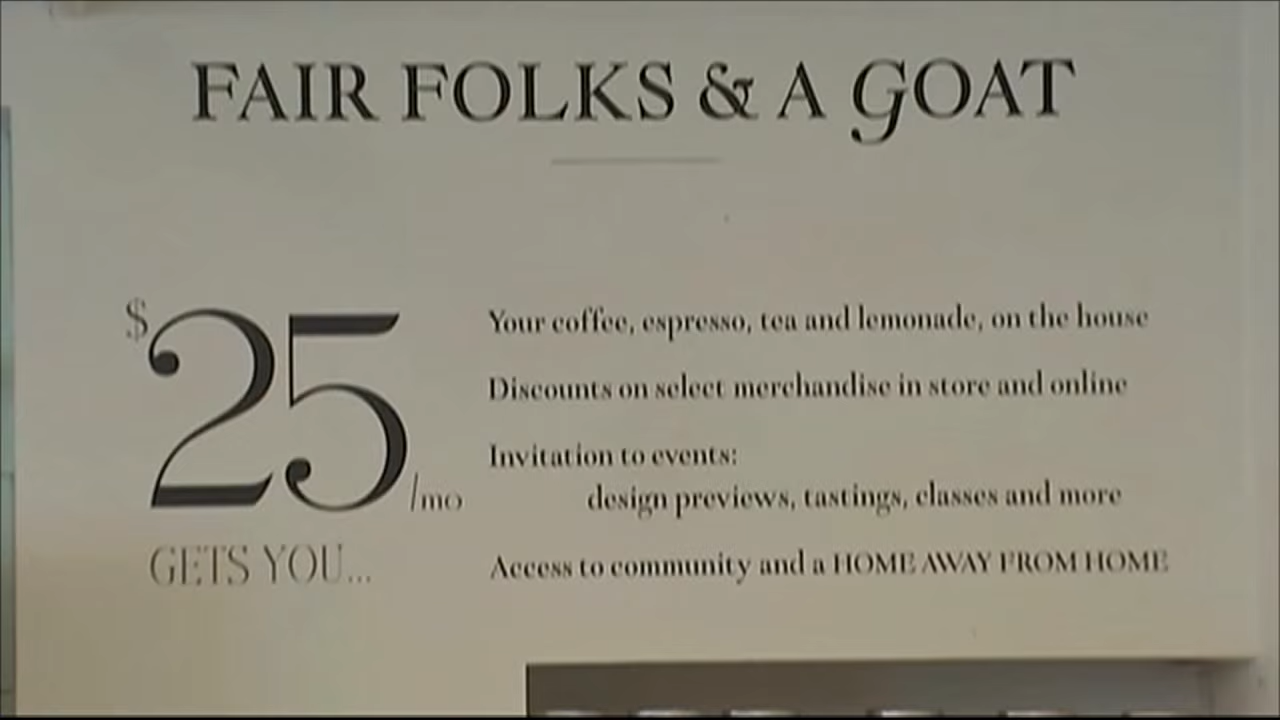 FAIR FOLKS & A GOAT
$25/mo
GETS YOU...
Your coffee, espresso, tea and lemonade, on the house
Discounts on select merchandise in store and online
Invitation to events:
design previews, tastings, classes and more
Access to community and a HOME AWAY FROM HOME